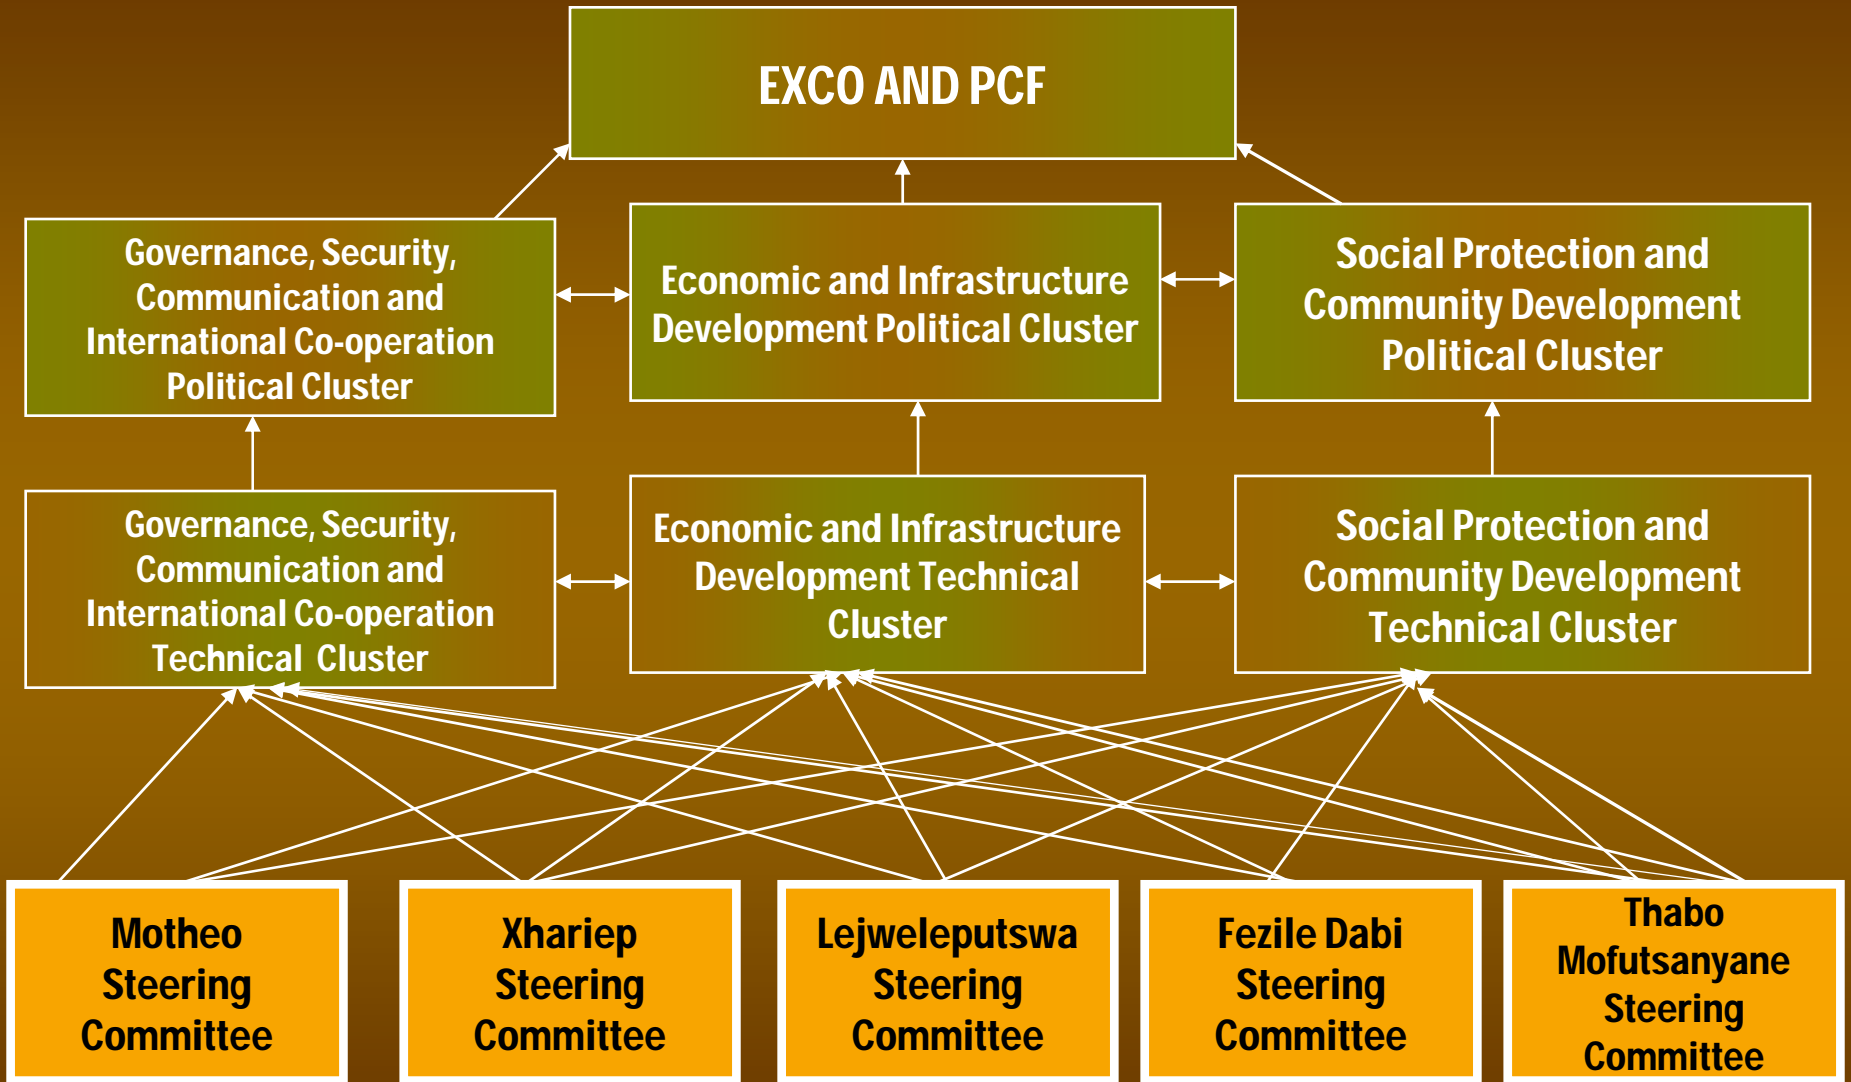 EXCO AND PCF
Governance, Security,
Communication and
International Co-operation
Political Cluster
Economic and Infrastructure
Development Political Cluster
Social Protection and
Community Development
Political Cluster
Governance, Security,
Communication and
International Co-operation
Technical Cluster
Economic and Infrastructure
Development Technical
Cluster
Social Protection and
Community Development
Technical Cluster
Motheo
Steering
Committee
Xhariep
Steering
Committee
Lejweleputswa
Steering
Committee
Fezile Dabi
Steering
Committee
Thabo
Mofutsanyane
Steering
Committee